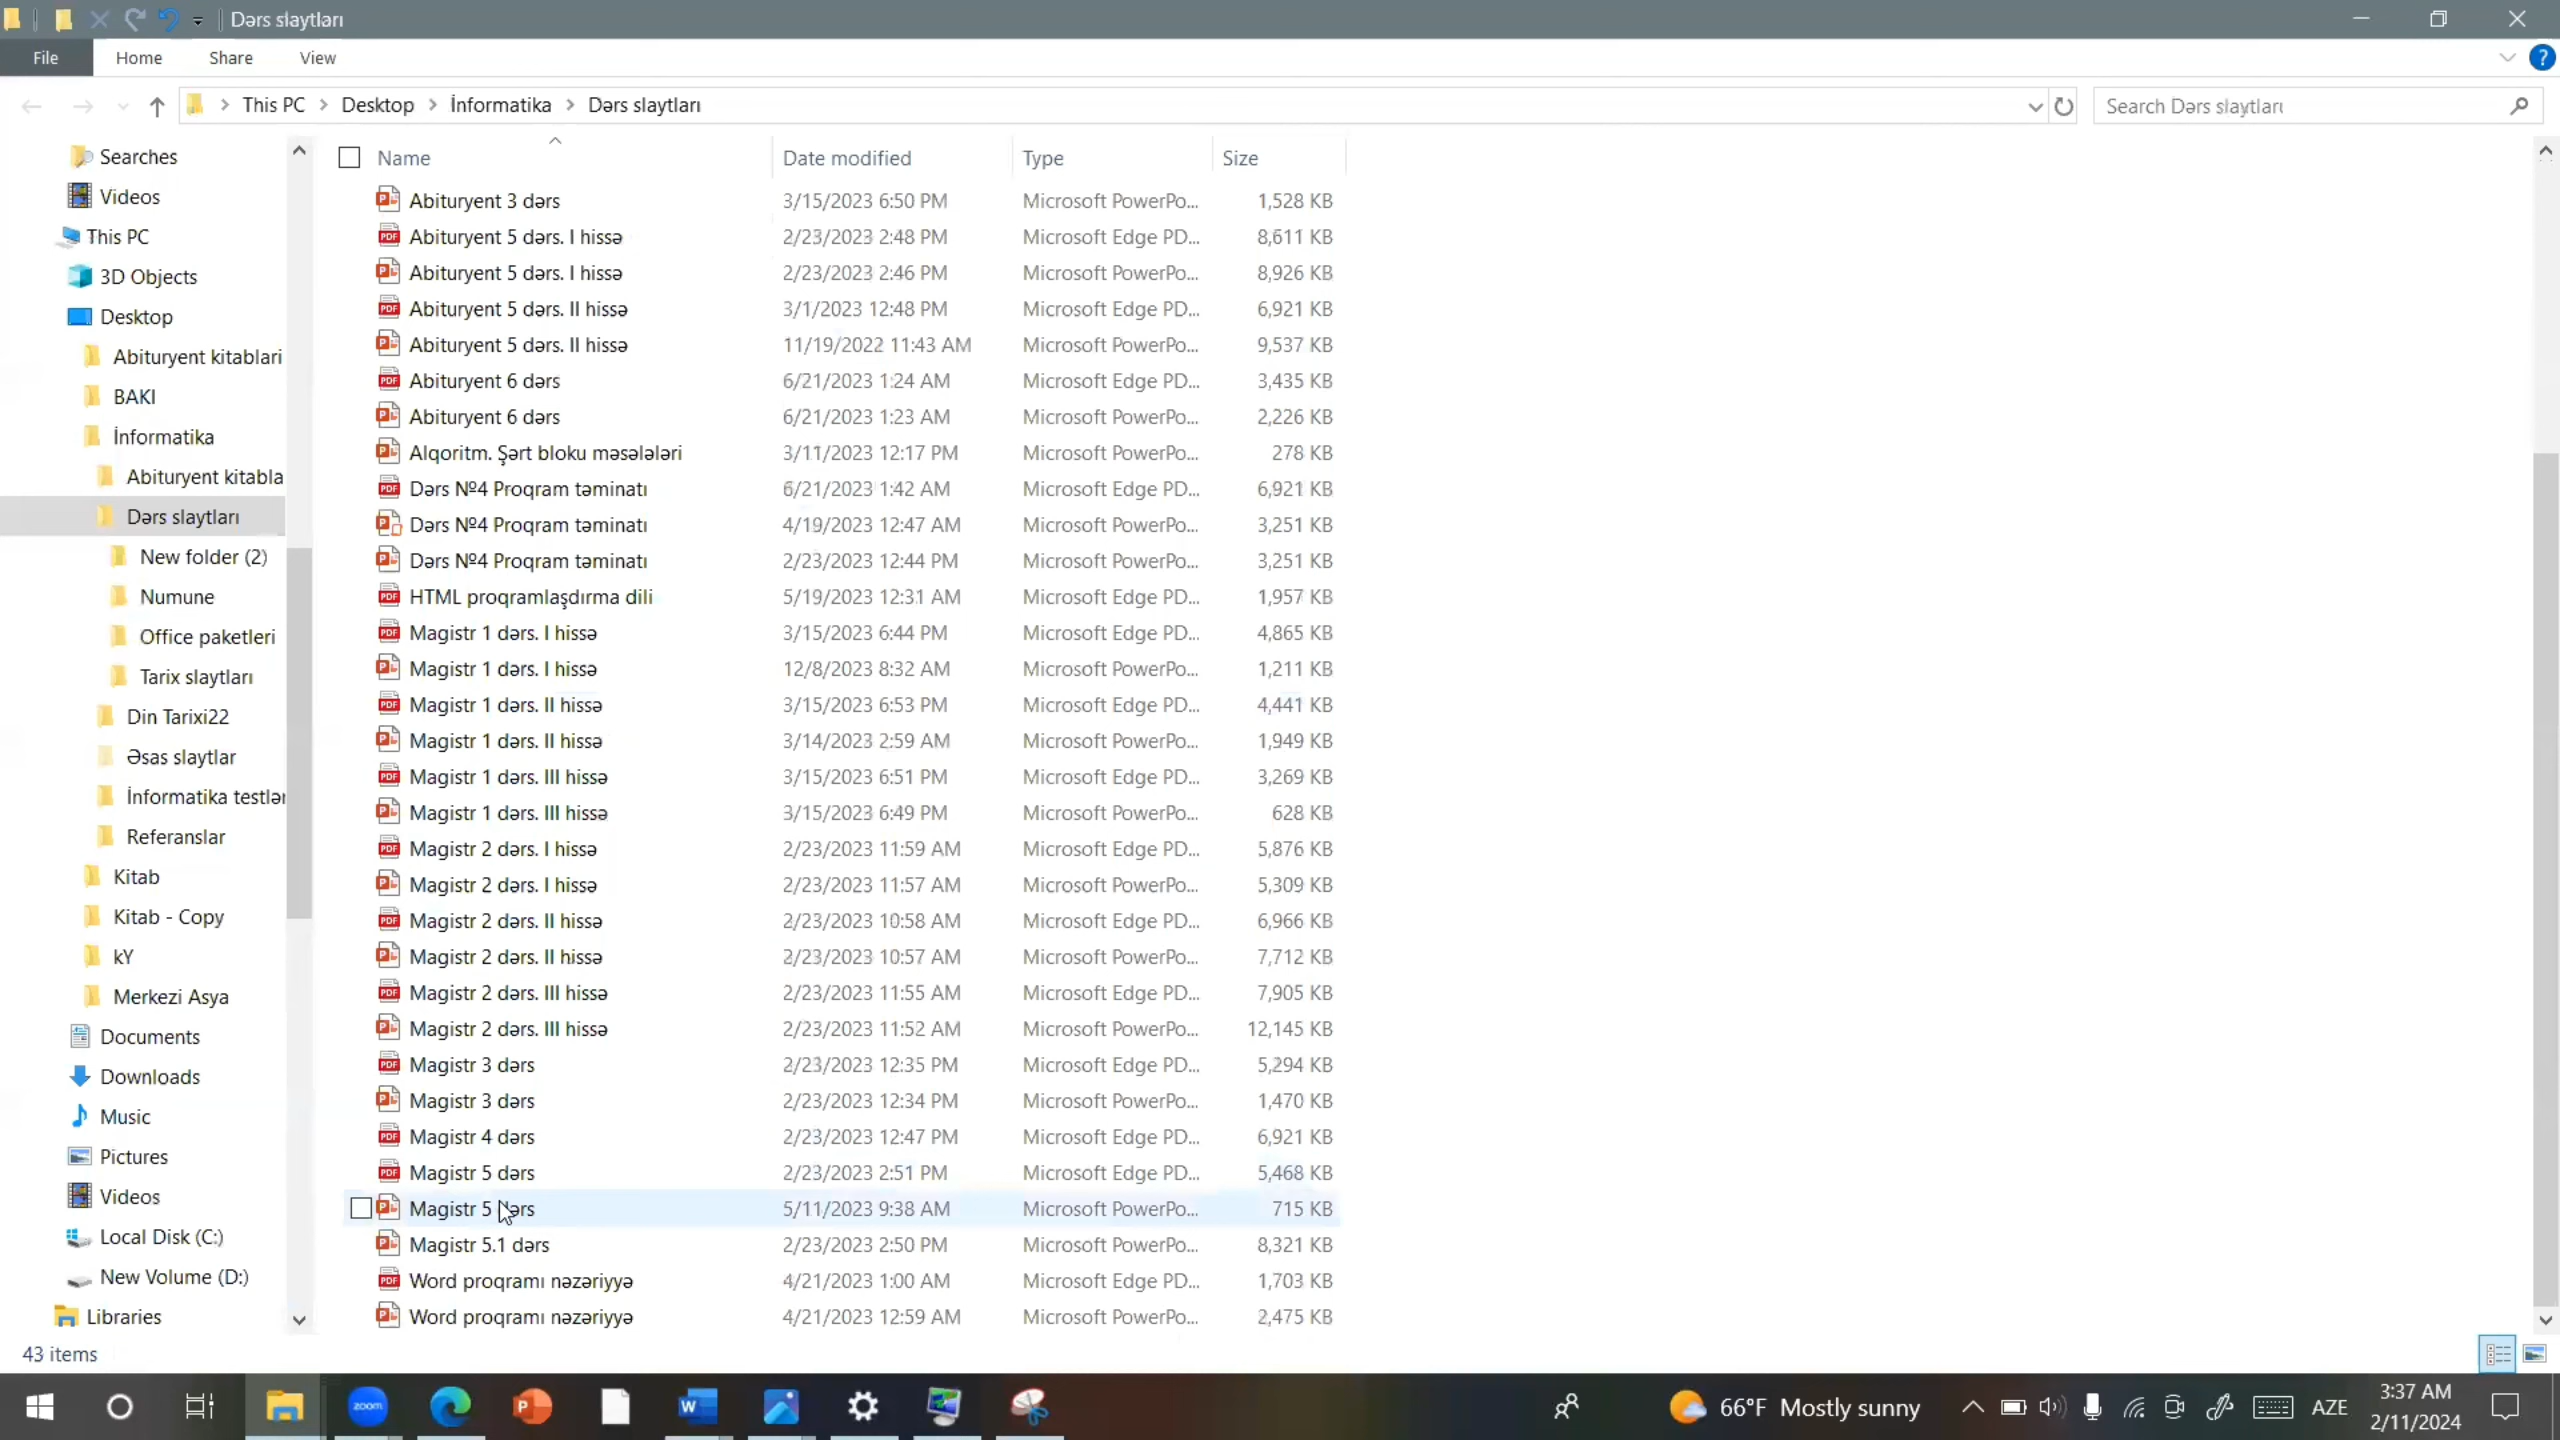 Dərs slaytları
File Home Share View
This PC Desktop İnformatika Dərs slaytları Search Dərs slaytları
Name Date modified Type Size
Searches
Videos
This PC
3D Objects
Desktop
Abituryent kitablari
BAKI
İnformatika
Abituryent kitabla
Dərs slaytları
New folder (2)
Numune
Office paketleri
Tarix slaytları
Din Tarixi22
Əsas slaytlar
İnformatika testlər
Referanslar
Kitab
Kitab - Copy
kY
Merkezi Asya
Documents
Downloads
Music
Pictures
Videos
Local Disk (C:)
New Volume (D:)
Libraries
Abituryent 3 dərs 3/15/2023 6:50 PM Microsoft PowerPo... 1,528 KB
Abituryent 5 dərs. I hissə 2/23/2023 2:48 PM Microsoft Edge PD... 8,611 KB
Abituryent 5 dərs. I hissə 2/23/2023 2:46 PM Microsoft PowerPo... 8,926 KB
Abituryent 5 dərs. II hissə 3/1/2023 12:48 PM Microsoft Edge PD... 6,921 KB
Abituryent 5 dərs. II hissə 11/19/2022 11:43 AM Microsoft PowerPo... 9,537 KB
Abituryent 6 dərs 6/21/2023 1:24 AM Microsoft Edge PD... 3,435 KB
Abituryent 6 dərs 6/21/2023 1:23 AM Microsoft PowerPo... 2,226 KB
Alqoritm. Şərt bloku məsələləri 3/11/2023 12:17 PM Microsoft PowerPo... 278 KB
Dərs №4 Proqram təminatı 6/21/2023 1:42 AM Microsoft Edge PD... 6,921 KB
Dərs №4 Proqram təminatı 4/19/2023 12:47 AM Microsoft PowerPo... 3,251 KB
Dərs №4 Proqram təminatı 2/23/2023 12:44 PM Microsoft PowerPo... 3,251 KB
HTML proqramlaşdırma dili 5/19/2023 12:31 AM Microsoft Edge PD... 1,957 KB
Magistr 1 dərs. I hissə 3/15/2023 6:44 PM Microsoft Edge PD... 4,865 KB
Magistr 1 dərs. I hissə 12/8/2023 8:32 AM Microsoft PowerPo... 1,211 KB
Magistr 1 dərs. II hissə 3/15/2023 6:53 PM Microsoft Edge PD... 4,441 KB
Magistr 1 dərs. II hissə 3/14/2023 2:59 AM Microsoft PowerPo... 1,949 KB
Magistr 1 dərs. III hissə 3/15/2023 6:51 PM Microsoft Edge PD... 3,269 KB
Magistr 1 dərs. III hissə 3/15/2023 6:49 PM Microsoft PowerPo... 628 KB
Magistr 2 dərs. I hissə 2/23/2023 11:59 AM Microsoft Edge PD... 5,876 KB
Magistr 2 dərs. I hissə 2/23/2023 11:57 AM Microsoft PowerPo... 5,309 KB
Magistr 2 dərs. II hissə 2/23/2023 10:58 AM Microsoft Edge PD... 6,966 KB
Magistr 2 dərs. II hissə 2/23/2023 10:57 AM Microsoft PowerPo... 7,712 KB
Magistr 2 dərs. III hissə 2/23/2023 11:55 AM Microsoft Edge PD... 7,905 KB
Magistr 2 dərs. III hissə 2/23/2023 11:52 AM Microsoft PowerPo... 12,145 KB
Magistr 3 dərs 2/23/2023 12:35 PM Microsoft Edge PD... 5,294 KB
Magistr 3 dərs 2/23/2023 12:34 PM Microsoft PowerPo... 1,470 KB
Magistr 4 dərs 2/23/2023 12:47 PM Microsoft Edge PD... 6,921 KB
Magistr 5 dərs 2/23/2023 2:51 PM Microsoft Edge PD... 5,468 KB
Magistr 5 dərs 5/11/2023 9:38 AM Microsoft PowerPo... 715 KB
Magistr 5.1 dərs 2/23/2023 2:50 PM Microsoft PowerPo... 8,321 KB
Word proqramı nəzəriyyə 4/21/2023 1:00 AM Microsoft Edge PD... 1,703 KB
Word proqramı nəzəriyyə 4/21/2023 12:59 AM Microsoft PowerPo... 2,475 KB
43 items
zoom
66°F Mostly sunny AZE
3:37 AM
2/11/2024